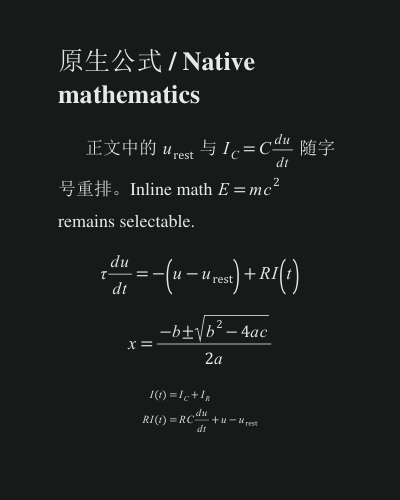 原生公式 / Native
mathematics
正文中的 u_rest 与 I_C = C du/dt 随字
号重排。Inline math E = mc²
remains selectable.
τ du/dt = −(u − u_rest) + RI(t)
x = (−b ± √(b² − 4ac)) / 2a
I(t) = I_C + I_R
RI(t) = RC du/dt + u − u_rest